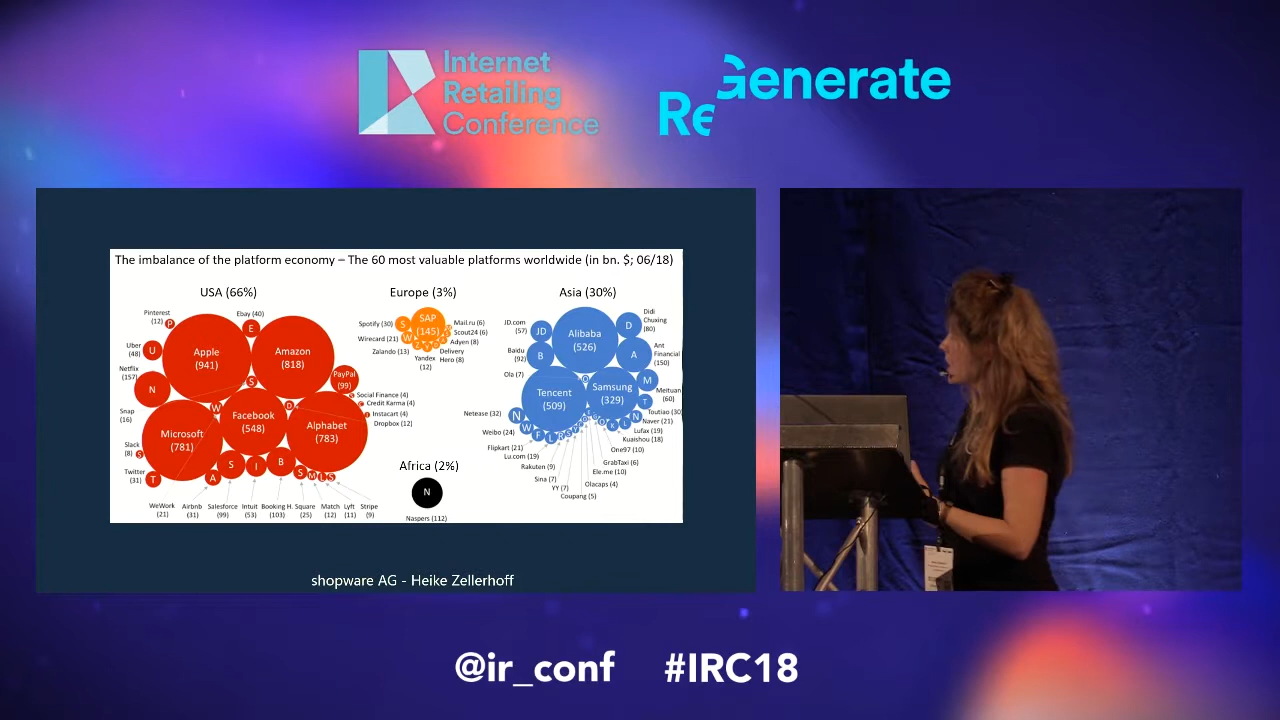 Internet
Retailing
Conference
ReGenerate
The imbalance of the platform economy – The 60 most valuable platforms worldwide (in bn. $; 06/18)
USA (66%)
Europe (3%)
Asia (30%)
Pinterest
(12)
P
Ebay (40)
E
Uber
(48)
U
Apple
(941)
Amazon
(818)
Netflix
(157)
N
S
PayPal
(99)
Snap
(16)
W
Facebook
(548)
D
Social Finance (4)
Credit Karma (4)
Instacart (4)
Dropbox (12)
Microsoft
(781)
Alphabet
(783)
Slack
(8)
S
Twitter
(31)
T
A
S
I
B
S
M
L
S
WeWork
(21)
Airbnb
(31)
Salesforce
(99)
Intuit
(53)
Booking H.
(103)
Square
(25)
Match
(12)
Lyft
(11)
Stripe
(9)
Spotify (30)
S
SAP
(145)
Mail.ru (6)
Scout24 (6)
Adyen (8)
Wirecard (21)
W
Zalando (13)
Yandex
(12)
Delivery
Hero (8)
Africa (2%)
N
Naspers (112)
JD.com
(57)
JD
Alibaba
(526)
D
Didi
Chuxing
(80)
Baidu
(92)
B
A
Ant
Financial
(150)
Ola (7)
O
Tencent
(509)
Samsung
(329)
M
Meituan
(60)
T
Toutiao (30)
Netease (32)
N
N
Naver (21)
Weibo (24)
W
L
Lufax (19)
Flipkart (21)
F
K
Kuaishou (18)
Lu.com (19)
L
One97 (10)
Rakuten (9)
GrabTaxi (6)
Sina (7)
Ele.me (10)
YY (7)
Olacaps (4)
Coupang (5)
shopware AG - Heike Zellerhoff
@ir_conf #IRC18